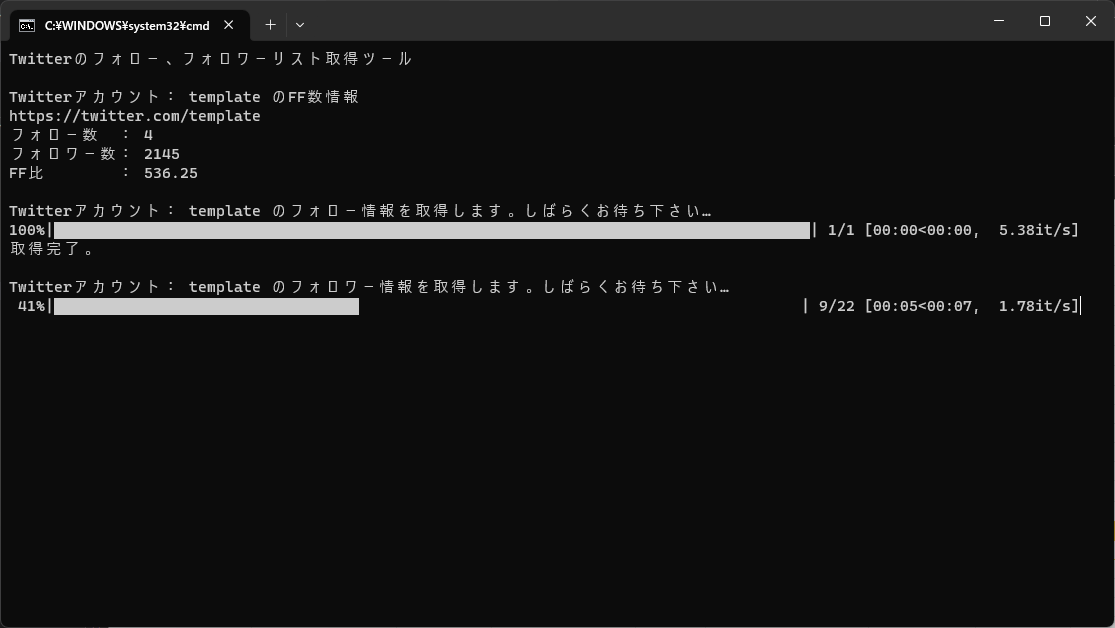 C:¥WINDOWS¥system32¥cmd
Twitterのフォロー、フォロワーリスト取得ツール
Twitterアカウント： template のFF数情報
https://twitter.com/template
フォロー数　： 4
フォロワー数： 2145
FF比　　　　： 536.25
Twitterアカウント： template のフォロー情報を取得します。しばらくお待ち下さい…
100%| | 1/1 [00:00<00:00,  5.38it/s]
取得完了。
Twitterアカウント： template のフォロワー情報を取得します。しばらくお待ち下さい…
41%| | 9/22 [00:05<00:07,  1.78it/s]